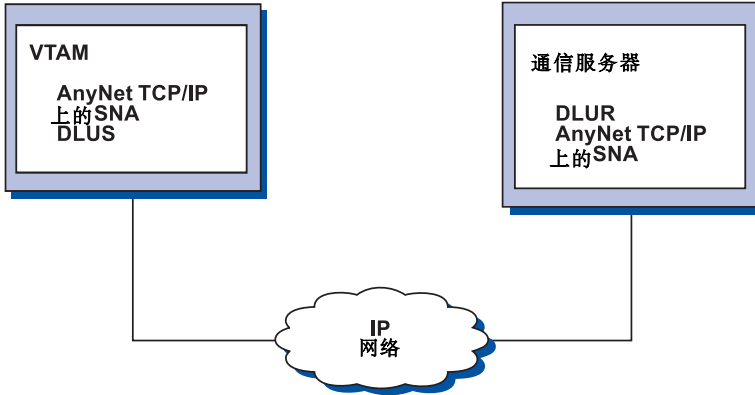 VTAM
AnyNet TCP/IP
上的SNA
DLUS
通信服务器
DLUR
AnyNet TCP/IP
上的SNA
IP
网络